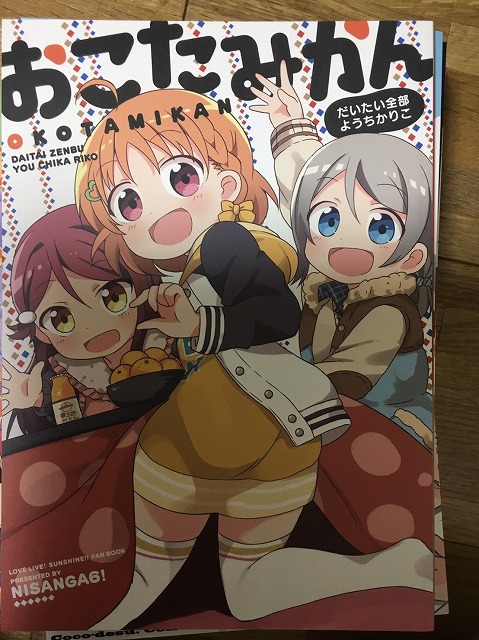 おこたみかん
OKOTAMIKAN
DAITAI ZENBU
YOU CHIKA RIKO
だいたい全部
ようちかりこ
LOVE LIVE! SUNSHINE!! FAN BOOK
PRESENTED BY
NISANGA6!